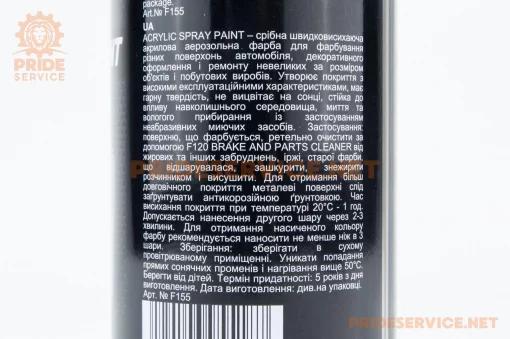 package.
Art.№ F155
UA
ACRYLIC SPRAY PAINT – срібна швидковисихаюча
акрилова аерозольна фарба для фарбування
різних поверхонь автомобіля, декоративного
оформлення і ремонту невеликих за розміром
об'єктів і побутових виробів. Утворює покриття з
високими експлуатаційними характеристиками, має
гарну твердість, не вицвітає на сонці, стійка до
впливу навколишнього середовища, миття та
вологого прибирання із застосуванням
неабразивних миючих засобів. Застосування:
поверхню, що фарбується, ретельно очистити за
допомогою F120 BRAKE AND PARTS CLEANER від
жирових та інших забруднень, іржі, старої фарби,
що відшарувалася, зашкурити, знежирити
розчинником і висушити. Для отримання більш
довговічного покриття металеві поверхні слід
заґрунтувати антикорозійною ґрунтовкою. Час
висихання покриття при температурі 20°C - 1 год.
Допускається нанесення другого шару через 2-3
хвилини. Для отримання насиченого кольору
фарбу рекомендується наносити не менше ніж в 3
шари. Зберігання: зберігати в сухому
провітрюваному приміщенні. Уникати попадання
прямих сонячних променів і нагрівання вище 50°C.
Берегти від дітей. Термін придатності: 5 років з дня
виготовлення. Дата виготовлення: див.на упаковці.
Арт. № F155
PRIDE
SERVICE
PRIDESERVICE.NET
PRIDESERVICE.NET